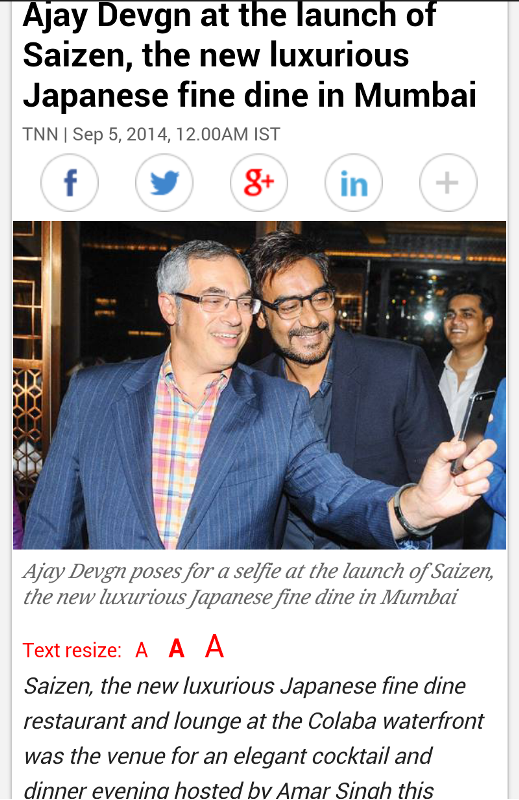 Ajay Devgn at the launch of
Saizen, the new luxurious
Japanese fine dine in Mumbai
TNN | Sep 5, 2014, 12.00AM IST
f
g+
in
+
Ajay Devgn poses for a selfie at the launch of Saizen,
the new luxurious Japanese fine dine in Mumbai
Text resize: A A A
Saizen, the new luxurious Japanese fine dine
restaurant and lounge at the Colaba waterfront
was the venue for an elegant cocktail and
dinner evening hosted by Amar Singh this